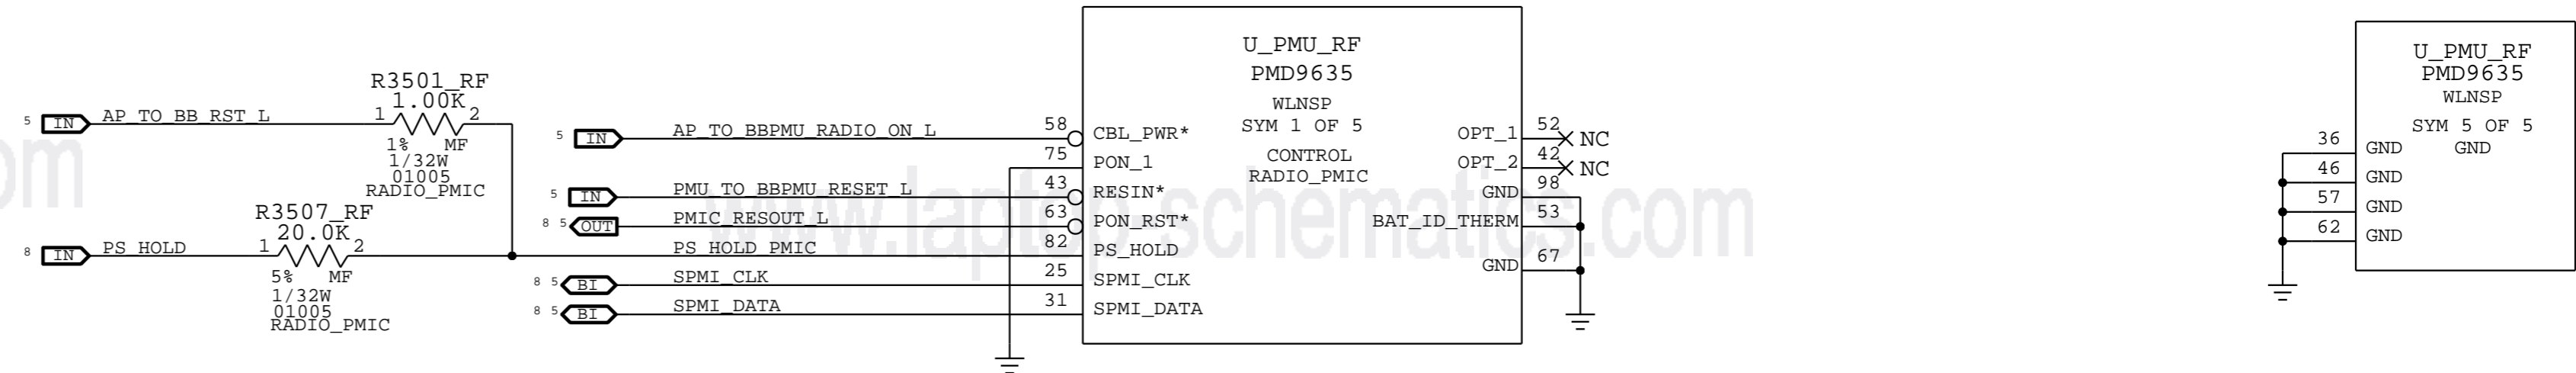 R3501_RF
1.00K
5 IN AP_TO_BB_RST_L 1 2
1% MF
1/32W
01005
RADIO_PMIC
R3507_RF
20.0K
8 IN PS_HOLD 1 2
5% MF
1/32W
01005
RADIO_PMIC
5 IN AP_TO_BBPMU_RADIO_ON_L 58 CBL_PWR*
75 PON_1
5 IN PMU_TO_BBPMU_RESET_L 43 RESIN*
8 5 OUT PMIC_RESOUT_L 63 PON_RST*
PS_HOLD_PMIC 82 PS_HOLD
8 5 BI SPMI_CLK 25 SPMI_CLK
8 5 BI SPMI_DATA 31 SPMI_DATA
U_PMU_RF
PMD9635
WLNSP
SYM 1 OF 5
CONTROL
RADIO_PMIC
OPT_1 52 NC
OPT_2 42 NC
GND 98
BAT_ID_THERM 53
GND 67
U_PMU_RF
PMD9635
WLNSP
SYM 5 OF 5
GND
36 GND
46 GND
57 GND
62 GND
www.laptop-schematics.com
om